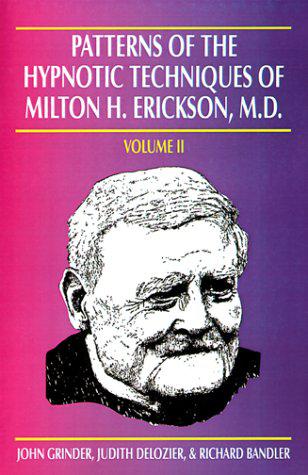 PATTERNS OF THE
HYPNOTIC TECHNIQUES OF
MILTON H. ERICKSON, M.D.
VOLUME II
JOHN GRINDER, JUDITH DELOZIER, & RICHARD BANDLER